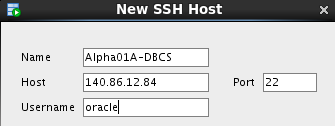 New SSH Host
Name Alpha01A-DBCS
Host 140.86.12.84 Port 22
Username oracle